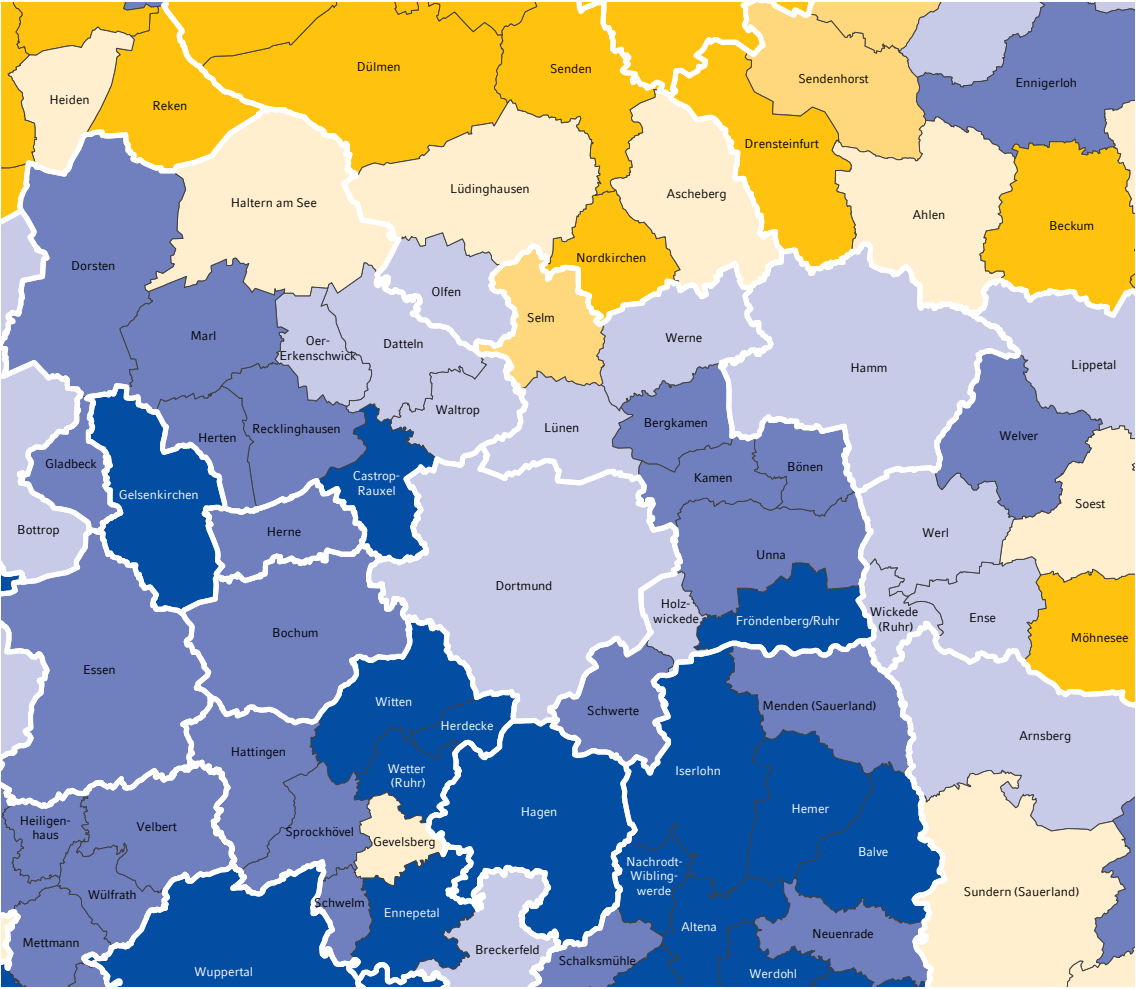 Dülmen
Senden
Sendenhorst
Ennigerloh
Heiden
Reken
Drensteinfurt
Lüdinghausen
Ascheberg
Haltern am See
Ahlen
Beckum
Nordkirchen
Dorsten
Olfen
Selm
Marl
Oer-
Erkenschwick
Datteln
Werne
Hamm
Lippetal
Waltrop
Lünen
Bergkamen
Recklinghausen
Herten
Welver
Gladbeck
Bönen
Kamen
Castrop-
Rauxel
Gelsenkirchen
Soest
Bottrop
Herne
Werl
Unna
Dortmund
Holz-
wickede
Fröndenberg/Ruhr
Wickede
(Ruhr)
Ense
Bochum
Möhnesee
Essen
Witten
Schwerte
Menden (Sauerland)
Herdecke
Arnsberg
Hattingen
Wetter
(Ruhr)
Iserlohn
Hagen
Hemer
Heiligen-
haus
Velbert
Sprockhövel
Gevelsberg
Balve
Nachrodt-
Wibling-
werde
Sundern (Sauerland)
Wülfrath
Schwelm
Ennepetal
Altena
Neuenrade
Mettmann
Breckerfeld
Schalksmühle
Wuppertal
Werdohl